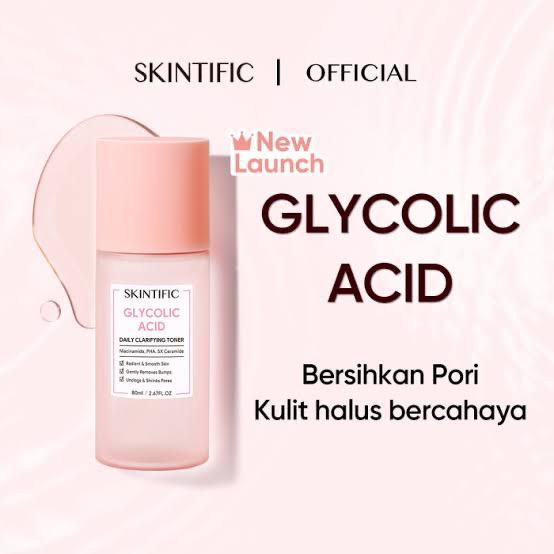 SKINTIFIC | OFFICIAL
New
Launch
GLYCOLIC
ACID
Bersihkan Pori
Kulit halus bercahaya
SKINTIFIC
GLYCOLIC
ACID
DAILY CLARIFYING TONER
Niacinamide, PHA, 5X Ceramide
Radiant & Smooth Skin
Gently Removes Bumps
Unclogs & Shrinks Pores
80ml / 2.67FL.OZ